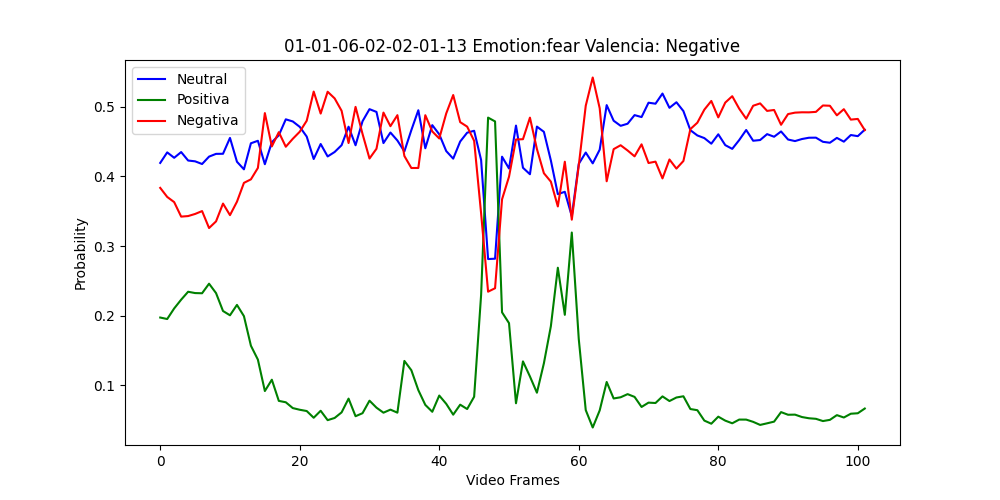 01-01-06-02-02-01-13 Emotion:fear Valencia: Negative
Neutral
Positiva
Negativa
Probability
0.5
0.4
0.3
0.2
0.1
0 20 40 60 80 100
Video Frames